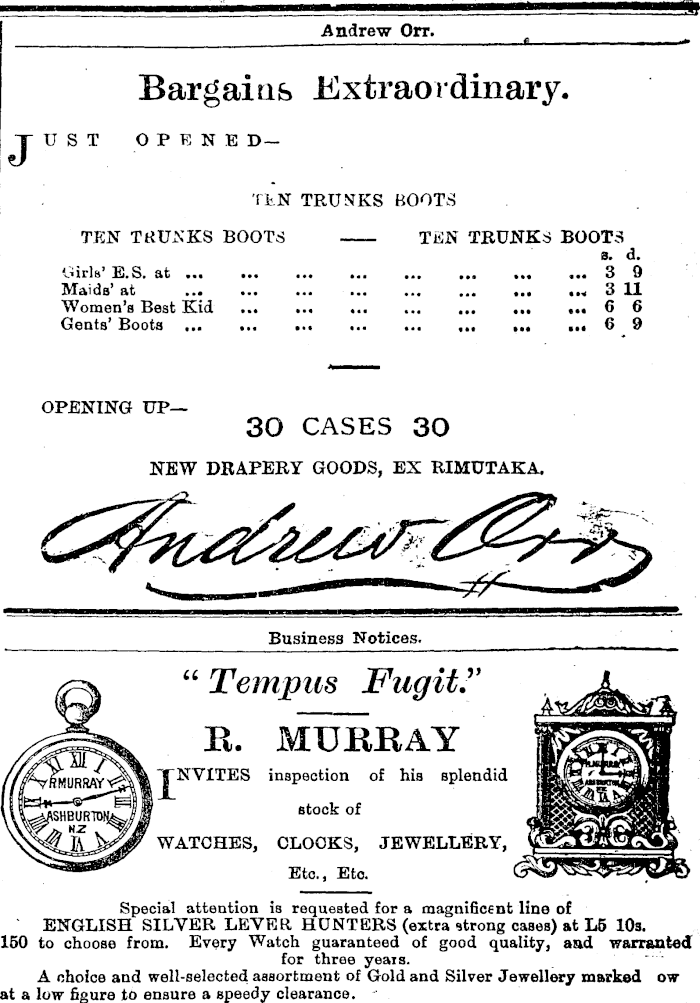 Andrew Orr.
Bargains Extraordinary.
JUST OPENED—
TEN TRUNKS BOOTS
TEN TRUNKS BOOTS — TEN TRUNKS BOOTS
s. d.
Girls' E.S. at ... ... ... ... ... ... ... ... 3 9
Maids' at ... ... ... ... ... ... ... ... 3 11
Women's Best Kid ... ... ... ... ... ... ... 6 6
Gents' Boots ... ... ... ... ... ... ... ... 6 9
OPENING UP—
30 CASES 30
NEW DRAPERY GOODS, EX RIMUTAKA.
Andrew Orr
Business Notices.
"Tempus Fugit."
R. MURRAY
INVITES inspection of his splendid
stock of
WATCHES, CLOCKS, JEWELLERY,
Etc., Etc.
R. MURRAY
ASHBURTON
N.Z
R. MURRAY
ASHBURTON
Special attention is requested for a magnificent line of
ENGLISH SILVER LEVER HUNTERS (extra strong cases) at L5 10s.
150 to choose from. Every Watch guaranteed of good quality, and warranted
for three years.
A choice and well-selected assortment of Gold and Silver Jewellery marked ow
at a low figure to ensure a speedy clearance.